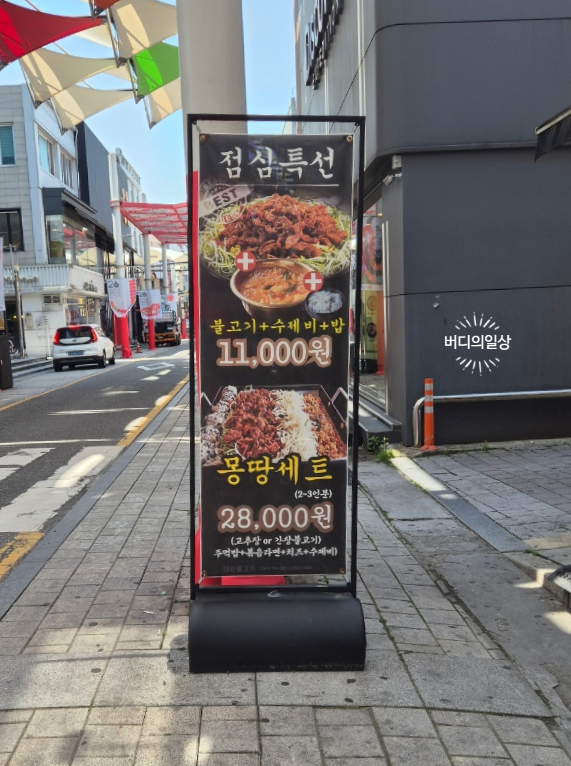 점심특선
BEST
불고기+수제비+밥
11,000원
몽땅세트
(2~3인분)
28,000원
(고추장 or 간장불고기)
주먹밥+볶음라면+치즈+수제비)
버디의일상